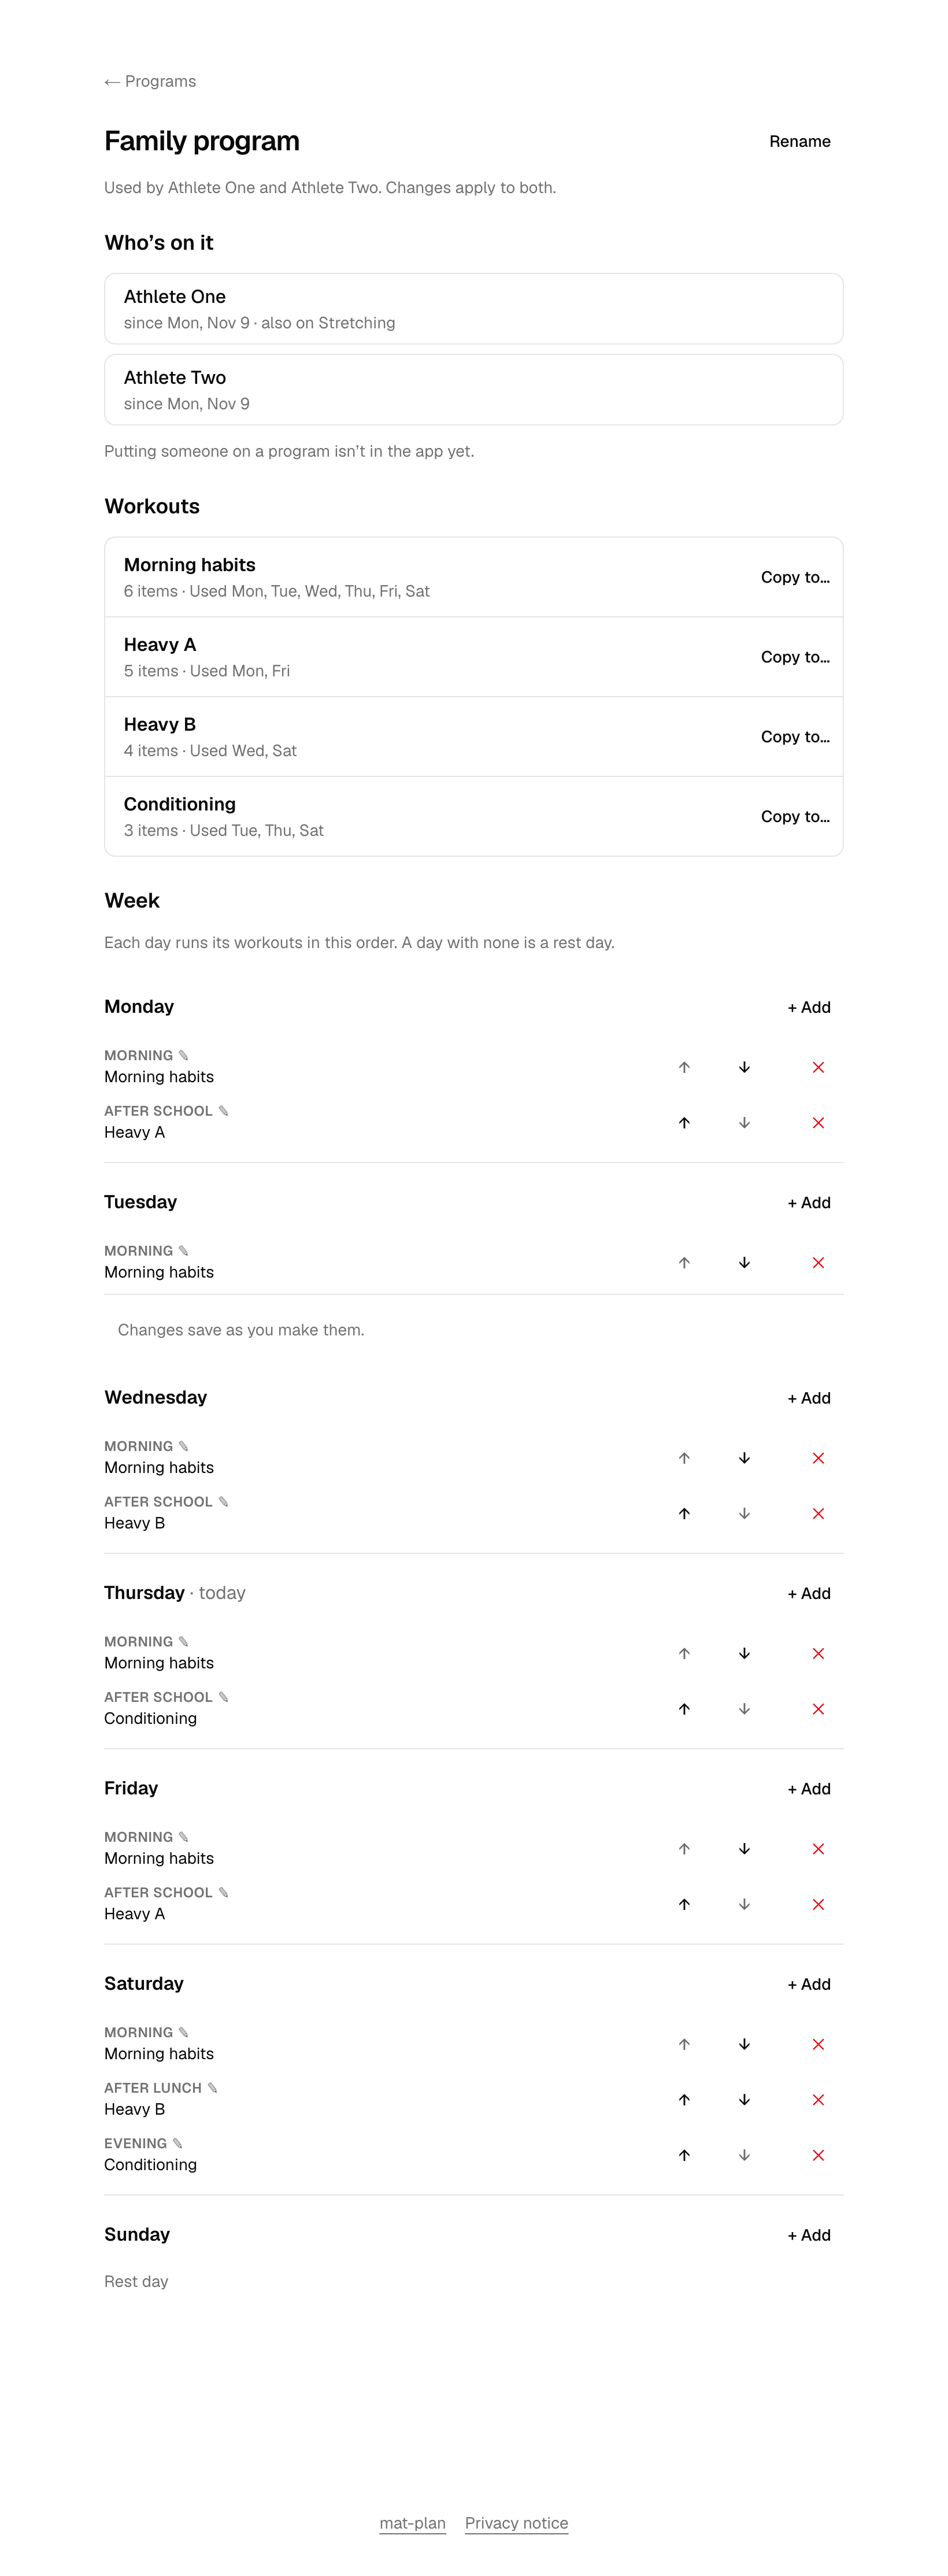 ← Programs
Family program
Rename
Used by Athlete One and Athlete Two. Changes apply to both.
Who’s on it
Athlete One
since Mon, Nov 9 · also on Stretching
Athlete Two
since Mon, Nov 9
Putting someone on a program isn’t in the app yet.
Workouts
Morning habits
6 items · Used Mon, Tue, Wed, Thu, Fri, Sat
Copy to…
Heavy A
5 items · Used Mon, Fri
Copy to…
Heavy B
4 items · Used Wed, Sat
Copy to…
Conditioning
3 items · Used Tue, Thu, Sat
Copy to…
Week
Each day runs its workouts in this order. A day with none is a rest day.
Monday
+ Add
MORNING ✎
Morning habits
↑ ↓ ×
AFTER SCHOOL ✎
Heavy A
↑ ↓ ×
Tuesday
+ Add
MORNING ✎
Morning habits
↑ ↓ ×
Changes save as you make them.
Wednesday
+ Add
MORNING ✎
Morning habits
↑ ↓ ×
AFTER SCHOOL ✎
Heavy B
↑ ↓ ×
Thursday · today
+ Add
MORNING ✎
Morning habits
↑ ↓ ×
AFTER SCHOOL ✎
Conditioning
↑ ↓ ×
Friday
+ Add
MORNING ✎
Morning habits
↑ ↓ ×
AFTER SCHOOL ✎
Heavy A
↑ ↓ ×
Saturday
+ Add
MORNING ✎
Morning habits
↑ ↓ ×
AFTER LUNCH ✎
Heavy B
↑ ↓ ×
EVENING ✎
Conditioning
↑ ↓ ×
Sunday
+ Add
Rest day
mat-plan
Privacy notice